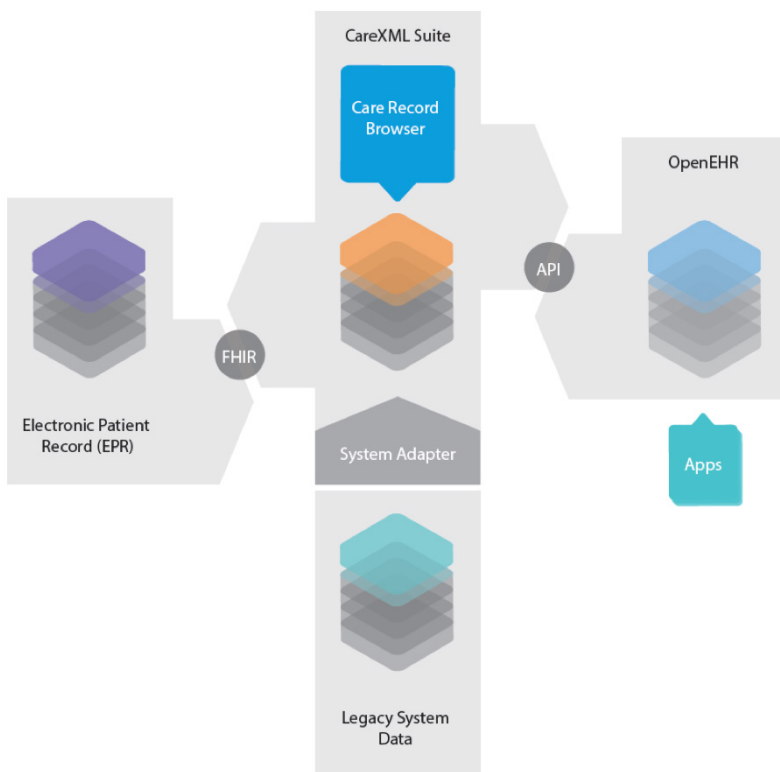 CareXML Suite
Care Record
Browser
OpenEHR
API
FHIR
Electronic Patient
Record (EPR)
System Adapter
Apps
Legacy System
Data